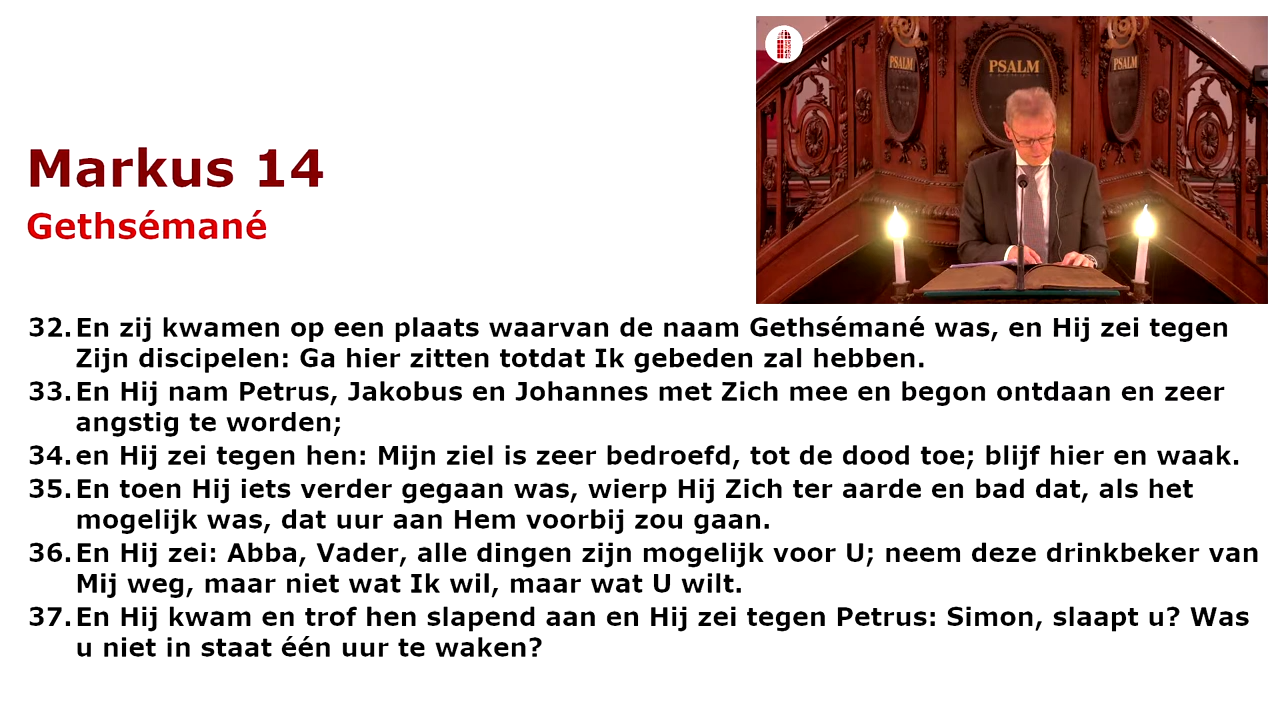 Markus 14
Gethsémané
PSALM
PSALM
PSALM
32. En zij kwamen op een plaats waarvan de naam Gethsémané was, en Hij zei tegen
Zijn discipelen: Ga hier zitten totdat Ik gebeden zal hebben.
33. En Hij nam Petrus, Jakobus en Johannes met Zich mee en begon ontdaan en zeer
angstig te worden;
34. en Hij zei tegen hen: Mijn ziel is zeer bedroefd, tot de dood toe; blijf hier en waak.
35. En toen Hij iets verder gegaan was, wierp Hij Zich ter aarde en bad dat, als het
mogelijk was, dat uur aan Hem voorbij zou gaan.
36. En Hij zei: Abba, Vader, alle dingen zijn mogelijk voor U; neem deze drinkbeker van
Mij weg, maar niet wat Ik wil, maar wat U wilt.
37. En Hij kwam en trof hen slapend aan en Hij zei tegen Petrus: Simon, slaapt u? Was
u niet in staat één uur te waken?